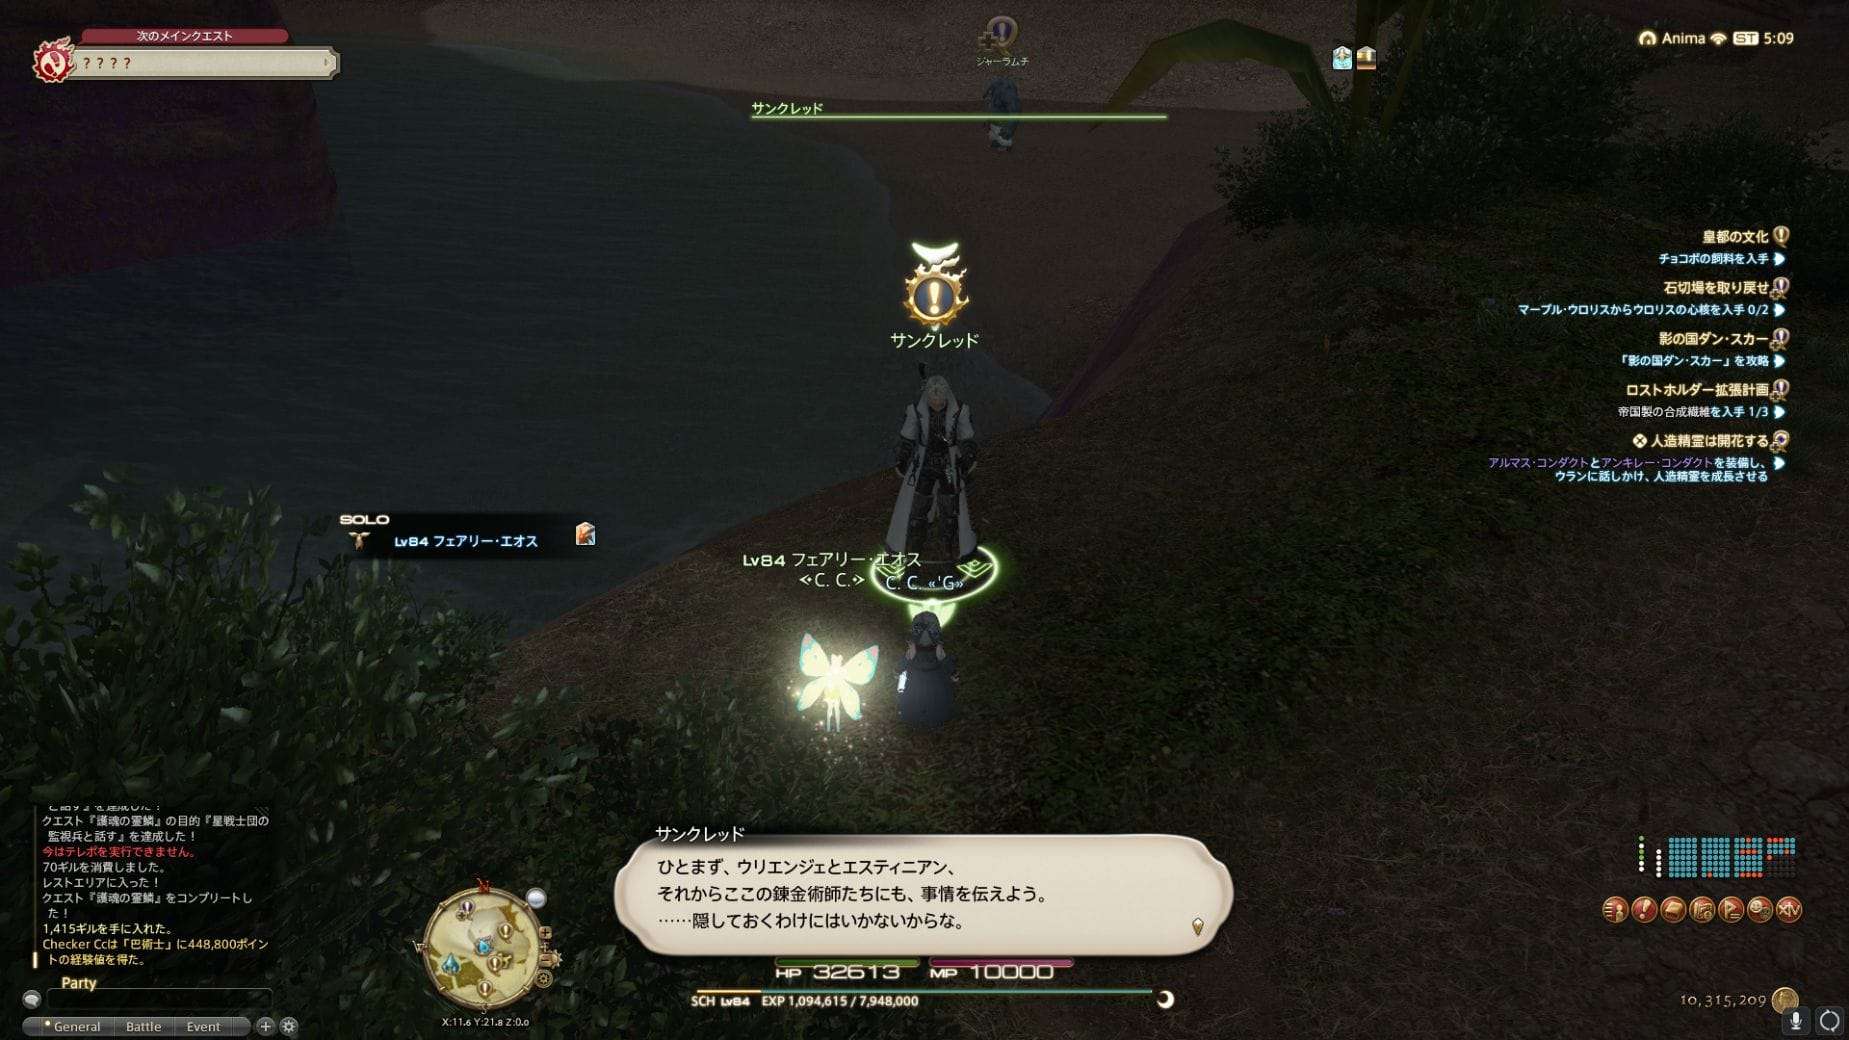 次のメインクエスト
????
ジャーラムチ
サンクレッド
Anima ST 5:09
皇都の文化
チョコボの飼料を入手
石切場を取り戻せ
マーブル・ウロリスからウロリスの心核を入手 0/2
影の国ダン・スカー
「影の国ダン・スカー」を攻略
ロストホルダー拡張計画
帝国製の合成繊維を入手 1/3
人造精霊は開花する
アルマス・コンダクトとアンキレー・コンダクトを装備し、
ウランに話しかけ、人造精霊を成長させる
サンクレッド
SOLO
Lv84 フェアリー・エオス
Lv84 フェアリー・エオス
«C. C.»
C. C. «'G»
と話す』を達成した！
クエスト『護魂の霊鱗』の目的『星戦士団の
監視兵と話す』を達成した！
今はテレポを実行できません。
70ギルを消費しました。
レストエリアに入った！
クエスト『護魂の霊鱗』をコンプリートし
た！
1,415ギルを手に入れた。
Checker Ccは「巴術士」に448,800ポイン
トの経験値を得た。
Party
General Battle Event
N
X:11.6 Y:21.8 Z:0.0
サンクレッド
ひとまず、ウリエンジェとエスティニアン、
それからここの錬金術師たちにも、事情を伝えよう。
……隠しておくわけにはいかないからな。
HP 32613 MP 10000
SCH Lv84 EXP 1,094,615 / 7,948,000
XIV
10,315,209